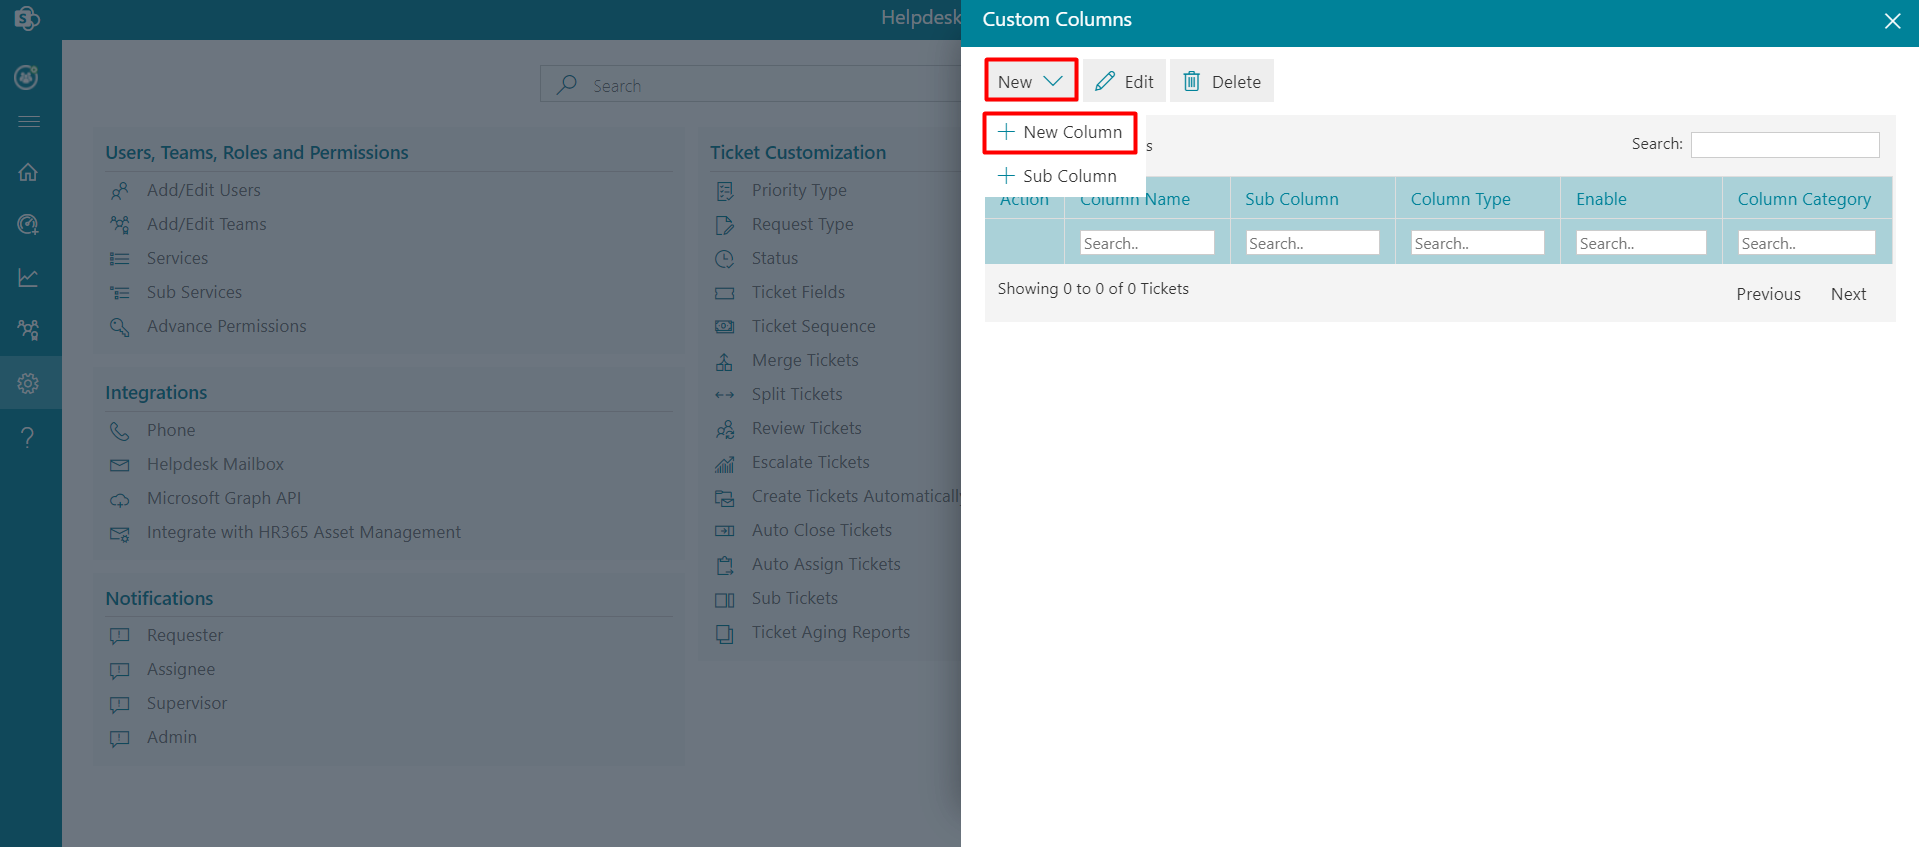 Helpdesk
Search
Users, Teams, Roles and Permissions
Add/Edit Users
Add/Edit Teams
Services
Sub Services
Advance Permissions
Integrations
Phone
Helpdesk Mailbox
Microsoft Graph API
Integrate with HR365 Asset Management
Notifications
Requester
Assignee
Supervisor
Admin
Ticket Customization
Priority Type
Request Type
Status
Ticket Fields
Ticket Sequence
Merge Tickets
Split Tickets
Review Tickets
Escalate Tickets
Create Tickets Automatically
Auto Close Tickets
Auto Assign Tickets
Sub Tickets
Ticket Aging Reports
Custom Columns
New Edit Delete
New Column
Sub Column
s
Search:
Action Column Name Sub Column Column Type Enable Column Category
Search.. Search.. Search.. Search.. Search..
Showing 0 to 0 of 0 Tickets
Previous Next